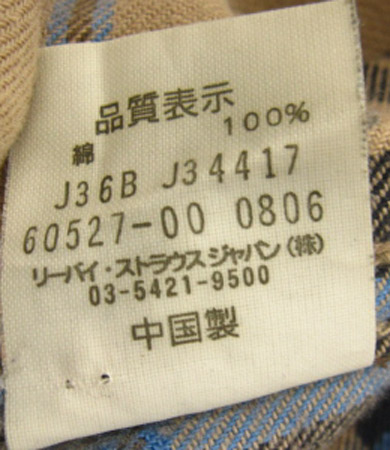 品質表示
綿 100%
J36B J34417
60527-00 0806
リーバイ・ストラウスジャパン(株)
03-5421-9500
中国製